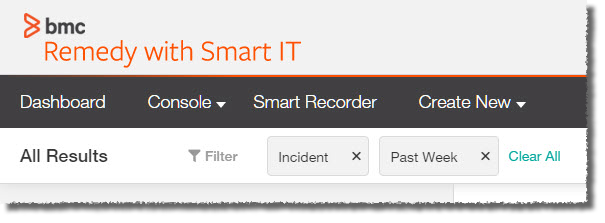 bmc
Remedy with Smart IT
Dashboard Console Smart Recorder Create New
All Results Filter Incident × Past Week × Clear All